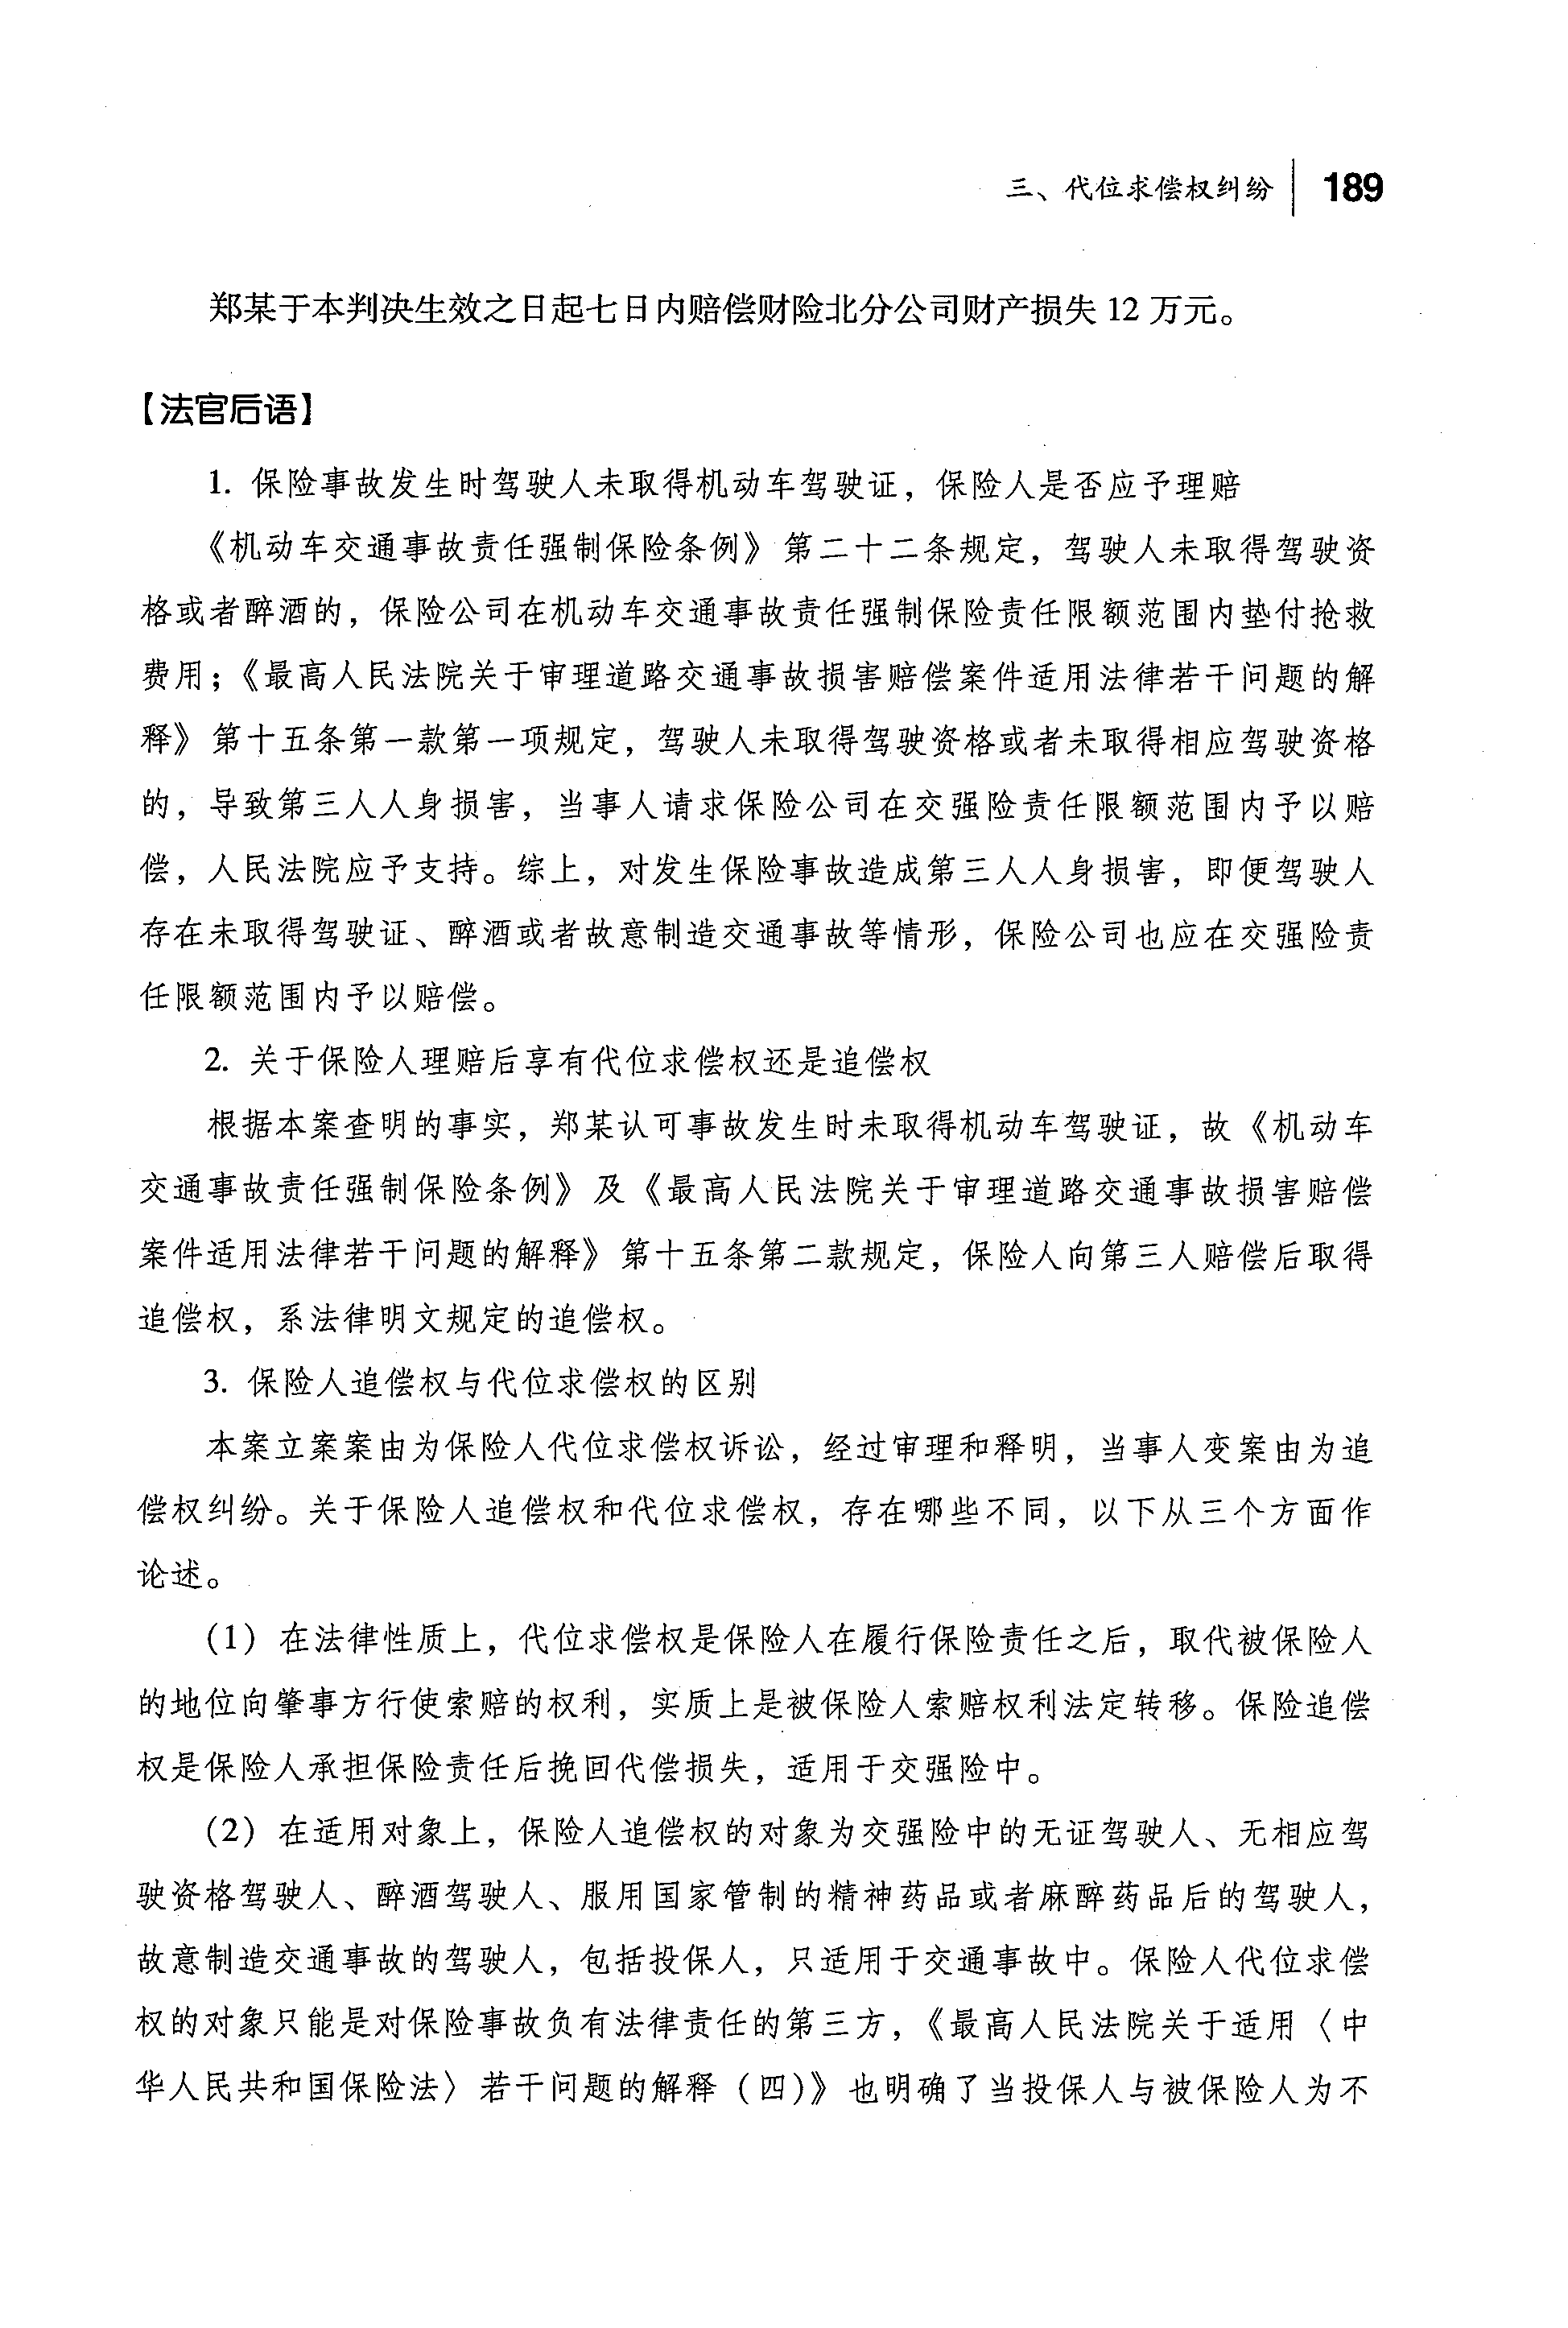 三、代位求偿权纠纷 189
郑某于本判决生效之日起七日内赔偿财险北分公司财产损失 12 万元。
【法官后语】
1. 保险事故发生时驾驶人未取得机动车驾驶证，保险人是否应予理赔
《机动车交通事故责任强制保险条例》第二十二条规定，驾驶人未取得驾驶资
格或者醉酒的，保险公司在机动车交通事故责任强制保险责任限额范围内垫付抢救
费用；《最高人民法院关于审理道路交通事故损害赔偿案件适用法律若干问题的解
释》第十五条第一款第一项规定，驾驶人未取得驾驶资格或者未取得相应驾驶资格
的，导致第三人人身损害，当事人请求保险公司在交强险责任限额范围内予以赔
偿，人民法院应予支持。综上，对发生保险事故造成第三人人身损害，即便驾驶人
存在未取得驾驶证、醉酒或者故意制造交通事故等情形，保险公司也应在交强险责
任限额范围内予以赔偿。
2. 关于保险人理赔后享有代位求偿权还是追偿权
根据本案查明的事实，郑某认可事故发生时未取得机动车驾驶证，故《机动车
交通事故责任强制保险条例》及《最高人民法院关于审理道路交通事故损害赔偿
案件适用法律若干问题的解释》第十五条第二款规定，保险人向第三人赔偿后取得
追偿权，系法律明文规定的追偿权。
3. 保险人追偿权与代位求偿权的区别
本案立案案由为保险人代位求偿权诉讼，经过审理和释明，当事人变案由为追
偿权纠纷。关于保险人追偿权和代位求偿权，存在哪些不同，以下从三个方面作
论述。
（1）在法律性质上，代位求偿权是保险人在履行保险责任之后，取代被保险人
的地位向肇事方行使索赔的权利，实质上是被保险人索赔权利法定转移。保险追偿
权是保险人承担保险责任后挽回代偿损失，适用于交强险中。
（2）在适用对象上，保险人追偿权的对象为交强险中的无证驾驶人、无相应驾
驶资格驾驶人、醉酒驾驶人、服用国家管制的精神药品或者麻醉药品后的驾驶人，
故意制造交通事故的驾驶人，包括投保人，只适用于交通事故中。保险人代位求偿
权的对象只能是对保险事故负有法律责任的第三方，《最高人民法院关于适用〈中
华人民共和国保险法〉若干问题的解释（四）》也明确了当投保人与被保险人为不